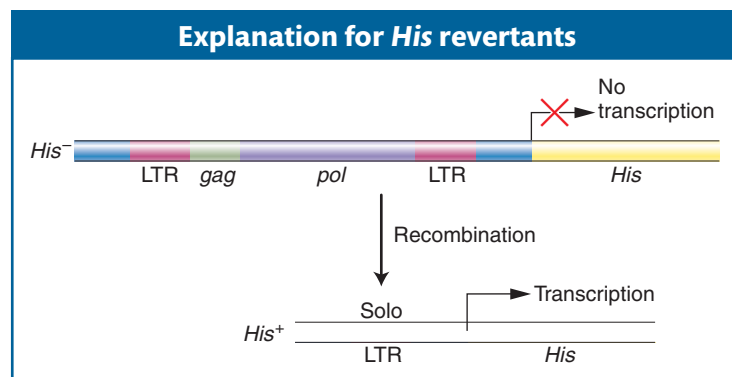 Explanation for His revertants
No
transcription
His–
LTR gag pol LTR His
Recombination
Solo
Transcription
His+
LTR His